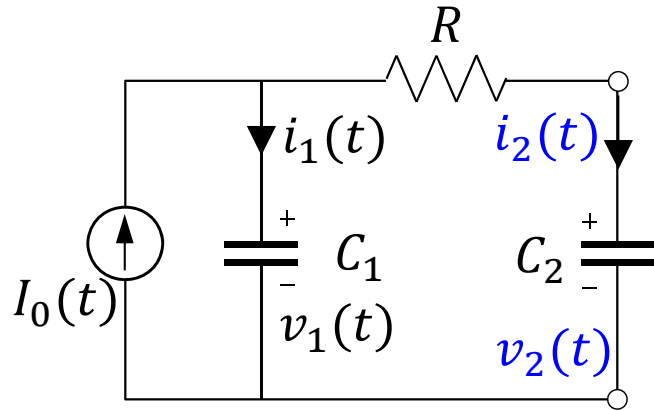 R
i₁(t)
i₂(t)
+
+
C₁
C₂
I₀(t)
−
−
v₁(t)
v₂(t)